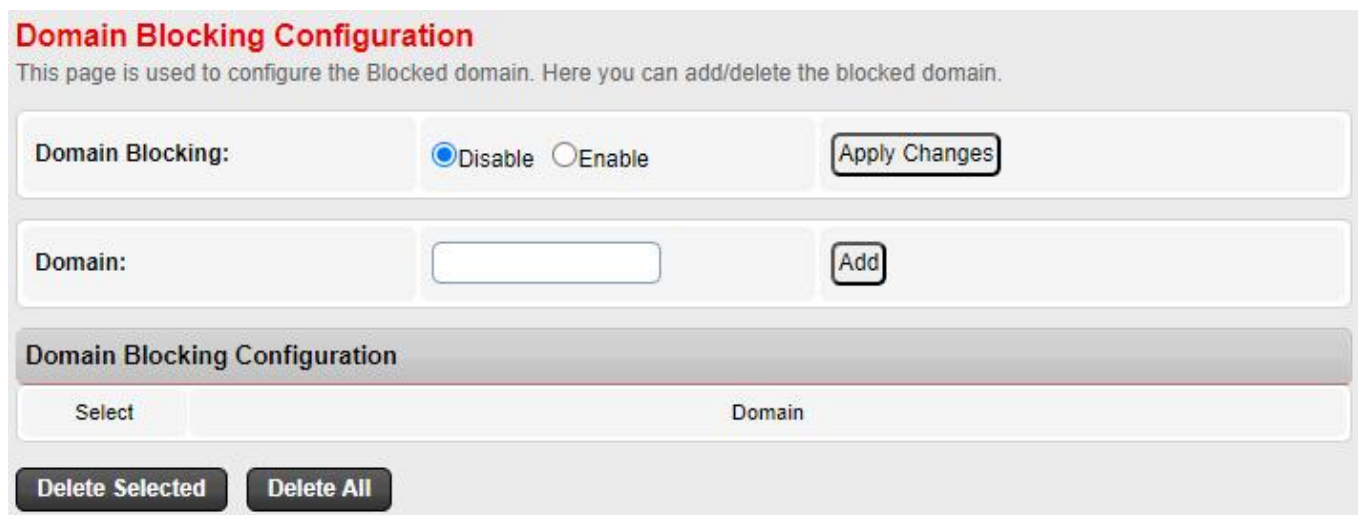 Domain Blocking Configuration
This page is used to configure the Blocked domain. Here you can add/delete the blocked domain.
Domain Blocking: Disable Enable Apply Changes
Domain: Add
Domain Blocking Configuration
Select Domain
Delete Selected Delete All